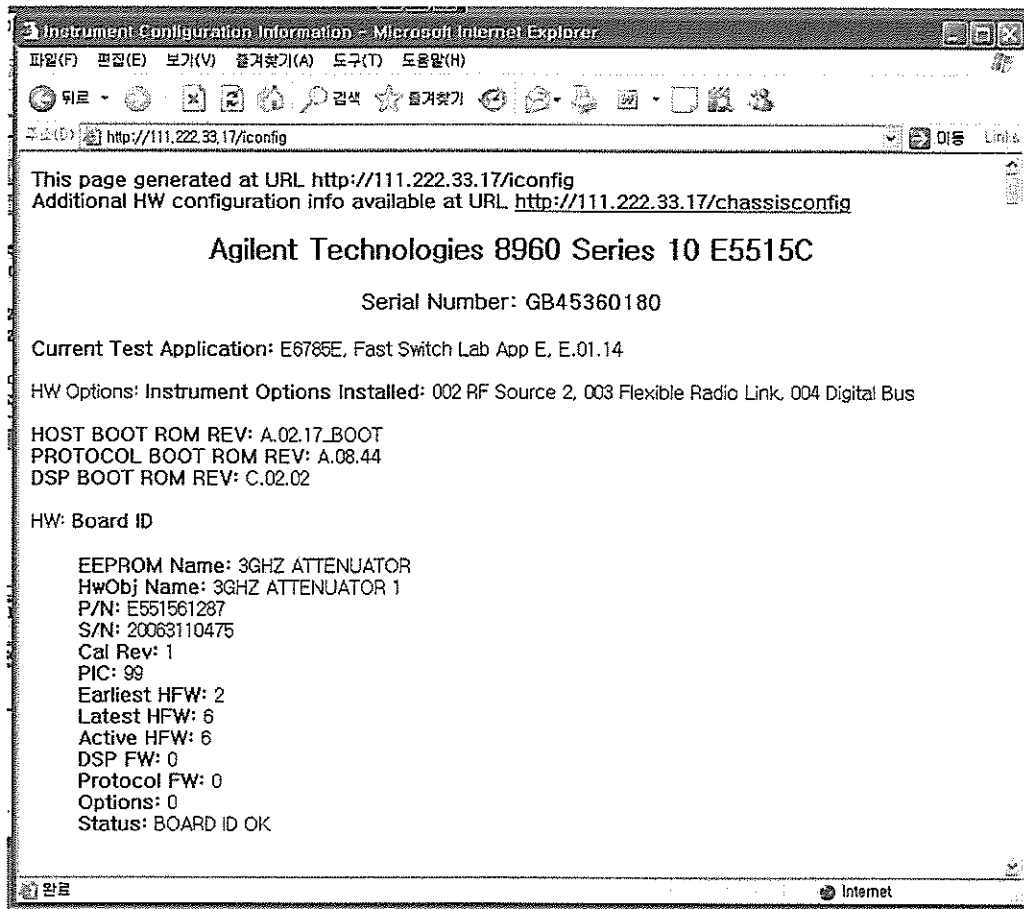 Instrument Configuration Information - Microsoft Internet Explorer
파일(F) 편집(E) 보기(V) 즐겨찾기(A) 도구(T) 도움말(H)
뒤로 검색 즐겨찾기
주소(D) http://111.222.33.17/iconfig 이동 Links
This page generated at URL http://111.222.33.17/iconfig
Additional HW configuration info available at URL http://111.222.33.17/chassisconfig
Agilent Technologies 8960 Series 10 E5515C
Serial Number: GB45360180
Current Test Application: E6785E, Fast Switch Lab App E, E.01.14
HW Options: Instrument Options Installed: 002 RF Source 2, 003 Flexible Radio Link, 004 Digital Bus
HOST BOOT ROM REV: A.02.17_BOOT
PROTOCOL BOOT ROM REV: A.08.44
DSP BOOT ROM REV: C.02.02
HW: Board ID
EEPROM Name: 3GHZ ATTENUATOR
HwObj Name: 3GHZ ATTENUATOR 1
P/N: E551561287
S/N: 20063110475
Cal Rev: 1
PIC: 99
Earliest HFW: 2
Latest HFW: 6
Active HFW: 6
DSP FW: 0
Protocol FW: 0
Options: 0
Status: BOARD ID OK
완료 Internet